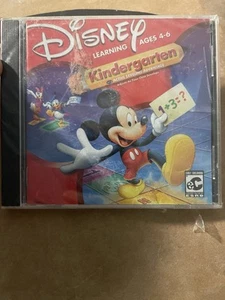 Disney
LEARNING AGES 4-6
Kindergarten
1+3=?